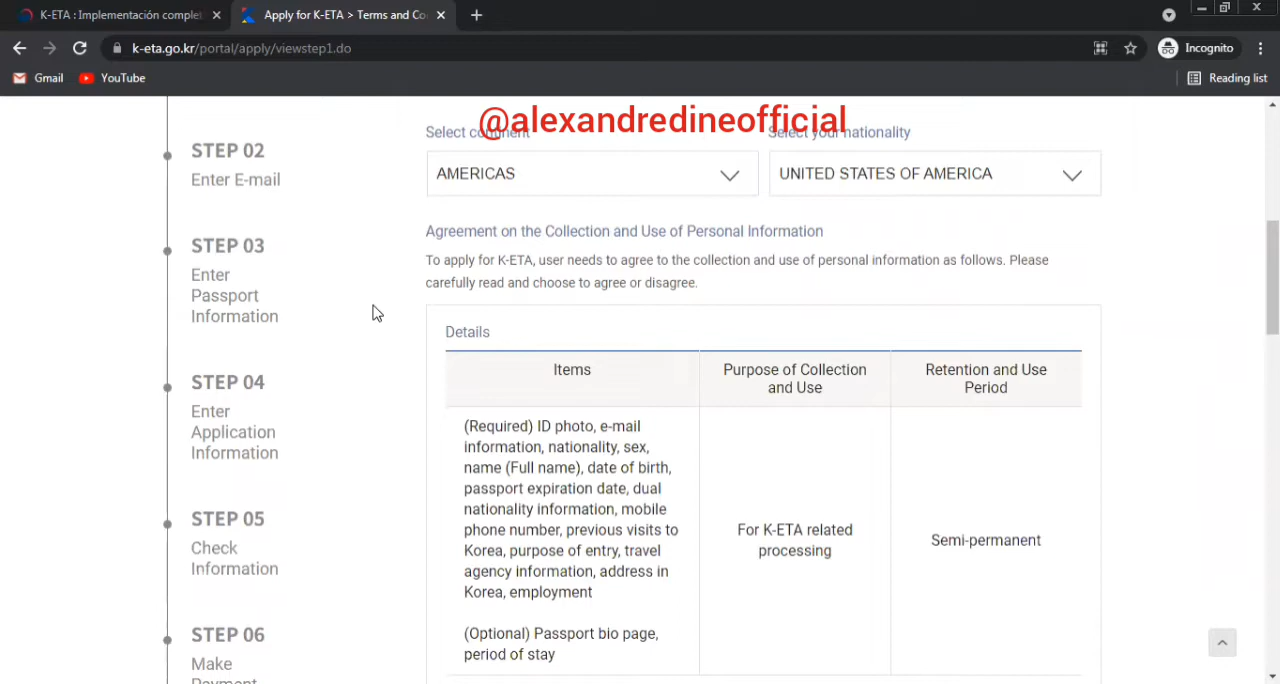 K-ETA : Implementación complet
Apply for K-ETA > Terms and Co
k-eta.go.kr/portal/apply/viewstep1.do
Incognito
Gmail
YouTube
Reading list
@alexandredineofficial
Select continent
Select your nationality
AMERICAS
UNITED STATES OF AMERICA
STEP 02
Enter E-mail
STEP 03
Enter
Passport
Information
STEP 04
Enter
Application
Information
STEP 05
Check
Information
STEP 06
Make
Payment
Agreement on the Collection and Use of Personal Information
To apply for K-ETA, user needs to agree to the collection and use of personal information as follows. Please
carefully read and choose to agree or disagree.
Details
Items
Purpose of Collection
and Use
Retention and Use
Period
(Required) ID photo, e-mail
information, nationality, sex,
name (Full name), date of birth,
passport expiration date, dual
nationality information, mobile
phone number, previous visits to
Korea, purpose of entry, travel
agency information, address in
Korea, employment
(Optional) Passport bio page,
period of stay
For K-ETA related
processing
Semi-permanent